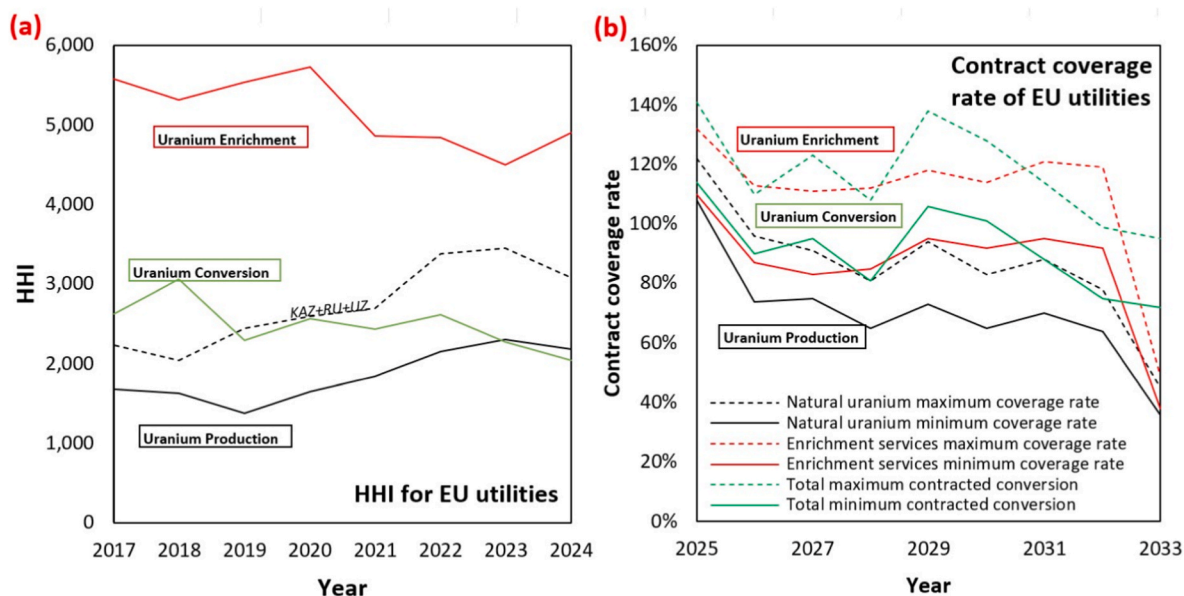 (a)
6,000
5,000
4,000
3,000
2,000
1,000
0
HHI
Uranium Enrichment
Uranium Conversion
KAZ+RU+UZ
Uranium Production
HHI for EU utilities
2017 2018 2019 2020 2021 2022 2023 2024
Year
(b)
160%
140%
120%
100%
80%
60%
40%
20%
0%
Contract coverage rate
Contract coverage
rate of EU utilities
Uranium Enrichment
Uranium Conversion
Uranium Production
Natural uranium maximum coverage rate
Natural uranium minimum coverage rate
Enrichment services maximum coverage rate
Enrichment services minimum coverage rate
Total maximum contracted conversion
Total minimum contracted conversion
2025 2027 2029 2031 2033
Year